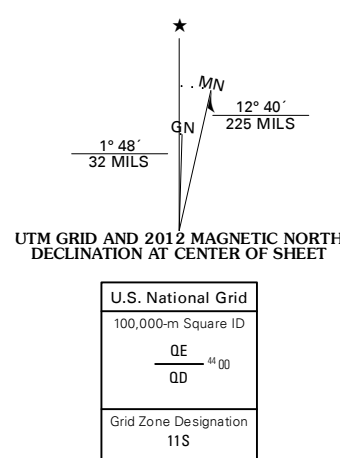 ★
MN
GN
12° 40´
225 MILS
1° 48´
32 MILS
UTM GRID AND 2012 MAGNETIC NORTH
DECLINATION AT CENTER OF SHEET
U.S. National Grid
100,000-m Square ID
QE
44 00
QD
Grid Zone Designation
11S